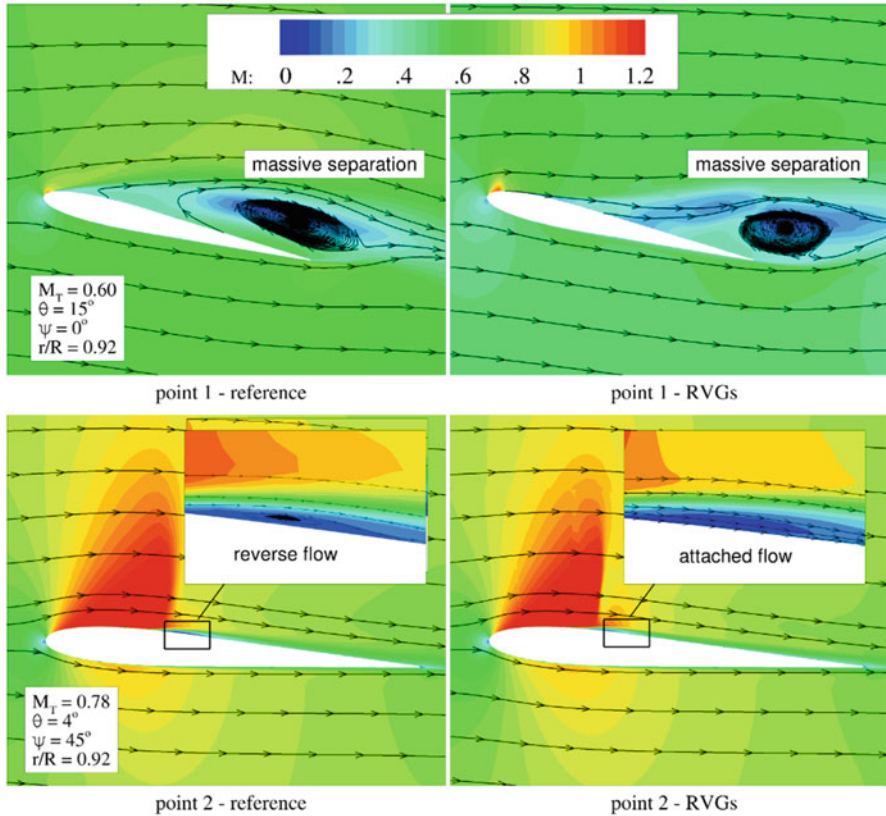 M: 0 .2 .4 .6 .8 1 1.2
massive separation
massive separation
M_T = 0.60
θ = 15°
ψ = 0°
r/R = 0.92
point 1 - reference
point 1 - RVGs
reverse flow
attached flow
M_T = 0.78
θ = 4°
ψ = 45°
r/R = 0.92
point 2 - reference
point 2 - RVGs